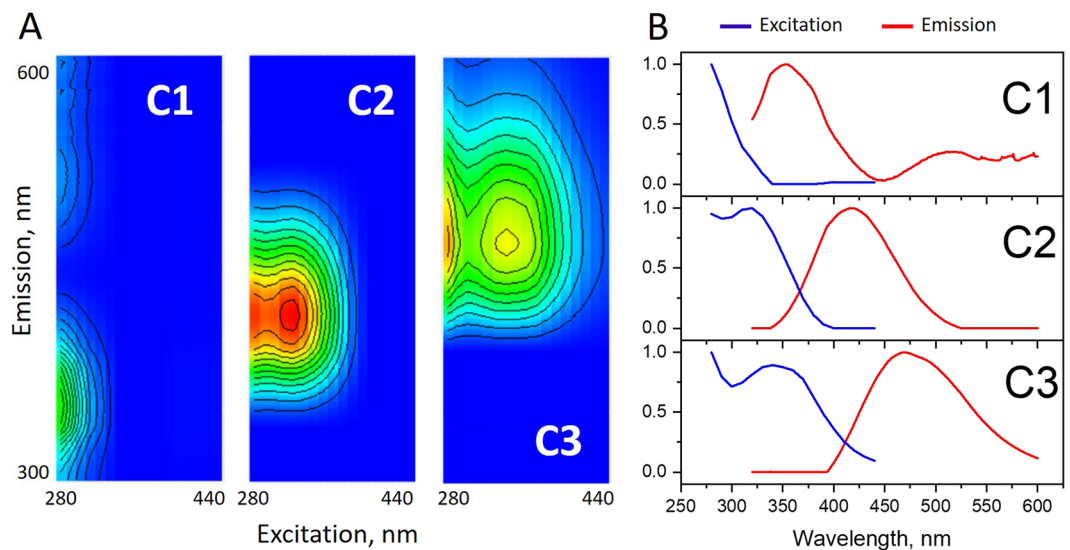 A
600
Emission, nm
300
C1
C2
C3
280
440
280
440
280
440
Excitation, nm
B
Excitation
Emission
1.0
0.5
0.0
C1
1.0
0.5
0.0
C2
1.0
0.5
0.0
C3
250 300 350 400 450 500 550 600
Wavelength, nm